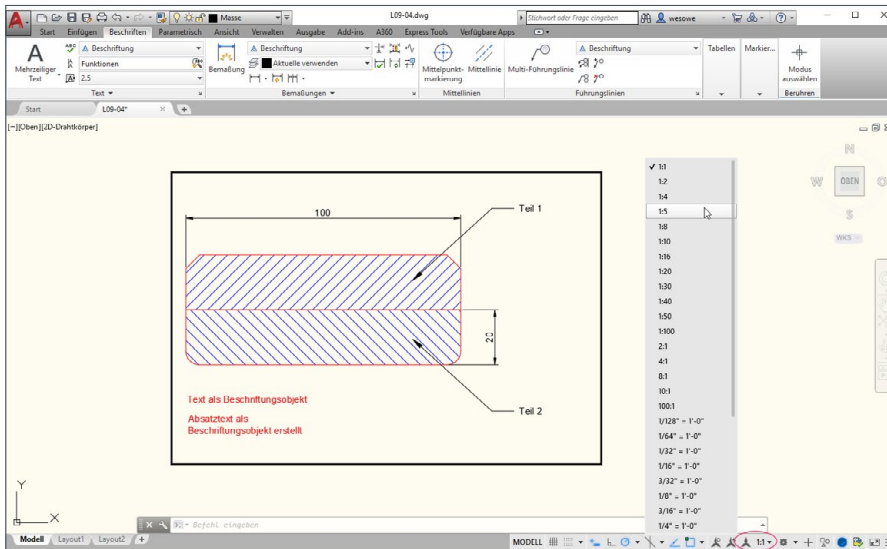 Masse
L09-04.dwg
Stichwort oder Frage eingeben
wesowe
Start Einfügen Beschriften Parametrisch Ansicht Verwalten Ausgabe Add-ins A360 Express Tools Verfügbare Apps
Mehrzeiliger Text
Beschriftung
Funktionen
2.5
Text
Bemaßung
Beschriftung
Aktuelle verwenden
Bemaßungen
Mittelpunkt- markierung
Mittellinie
Mittellinien
Multi-Führungslinie
Beschriftung
Führungslinien
Tabellen
Markier...
Modus auswählen
Berühren
Start L09-04*
[−][Oben][2D-Drahtkörper]
N
W OBEN O
S
WKS
100
Teil 1
20
Teil 2
Text als Beschriftungsobjekt
Absatztext als
Beschriftungsobjekt erstellt
1:1
1:2
1:4
1:5
1:8
1:10
1:16
1:20
1:30
1:40
1:50
1:100
2:1
4:1
8:1
10:1
100:1
1/128" = 1'-0"
1/64" = 1'-0"
1/32" = 1'-0"
1/16" = 1'-0"
3/32" = 1'-0"
1/8" = 1'-0"
3/16" = 1'-0"
1/4" = 1'-0"
Y
X
Befehl eingeben
Modell Layout1 Layout2 +
MODELL 1:1